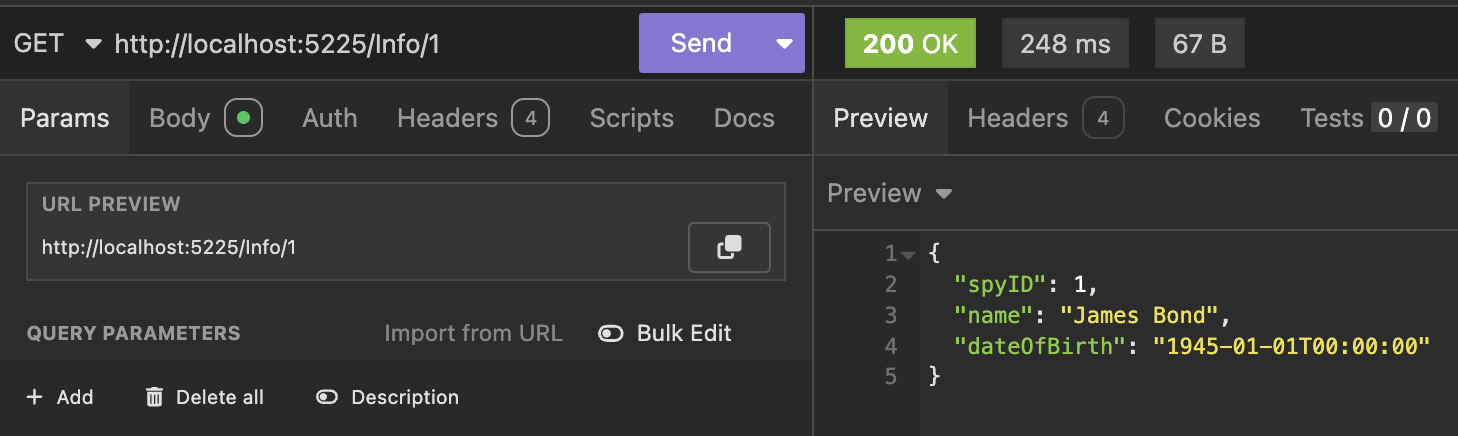 GET http://localhost:5225/Info/1 Send
200 OK 248 ms 67 B
Params Body Auth Headers 4 Scripts Docs
Preview Headers 4 Cookies Tests 0 / 0
URL PREVIEW
http://localhost:5225/Info/1
QUERY PARAMETERS Import from URL Bulk Edit
+ Add Delete all Description
Preview
1 {
2 "spyID": 1,
3 "name": "James Bond",
4 "dateOfBirth": "1945-01-01T00:00:00"
5 }